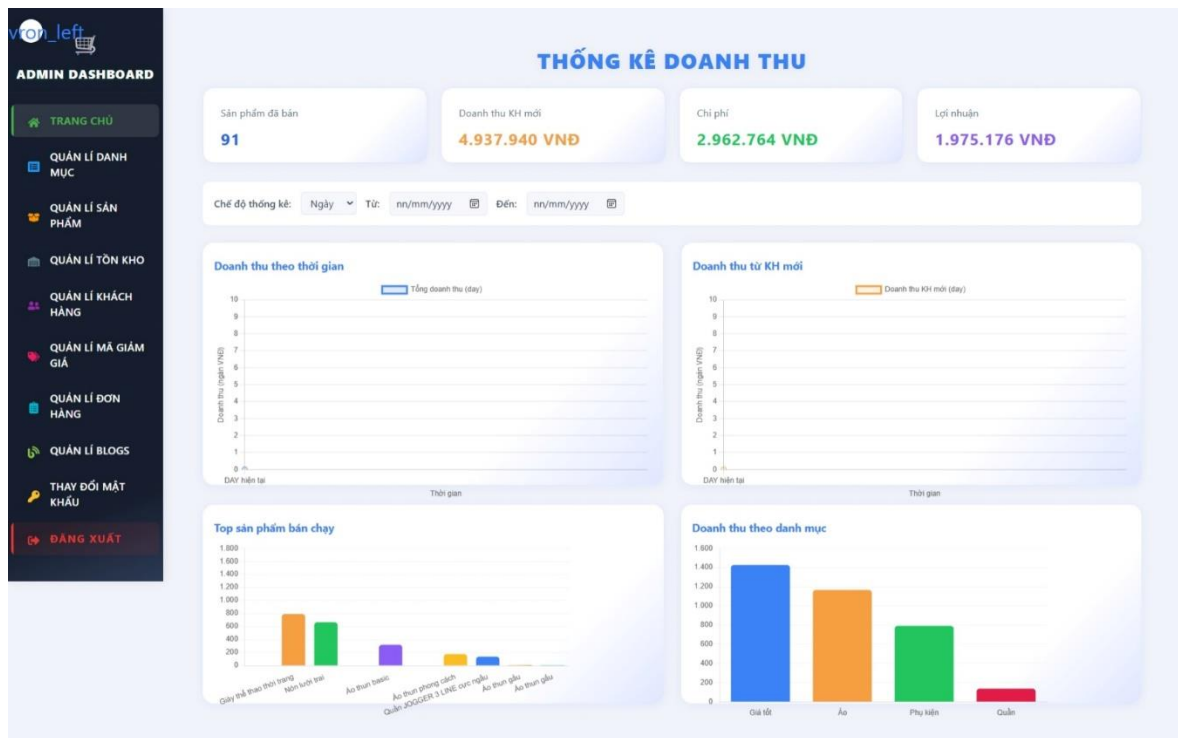 vron_left
ADMIN DASHBOARD
TRANG CHỦ
QUẢN LÍ DANH
MỤC
QUẢN LÍ SẢN
PHẨM
QUẢN LÍ TỒN KHO
QUẢN LÍ KHÁCH
HÀNG
QUẢN LÍ MÃ GIẢM
GIÁ
QUẢN LÍ ĐƠN
HÀNG
QUẢN LÍ BLOGS
THAY ĐỔI MẬT
KHẨU
ĐĂNG XUẤT
THỐNG KÊ DOANH THU
Sản phẩm đã bán
91
Doanh thu KH mới
4.937.940 VNĐ
Chi phí
2.962.764 VNĐ
Lợi nhuận
1.975.176 VNĐ
Chế độ thống kê: Ngày Từ: nn/mm/yyyy Đến: nn/mm/yyyy
Doanh thu theo thời gian
Tổng doanh thu (day)
10
9
8
7
6
5
4
3
2
1
0
Doanh thu (ngàn VNĐ)
DAY hiện tại
Thời gian
Doanh thu từ KH mới
Doanh thu KH mới (day)
10
9
8
7
6
5
4
3
2
1
0
Doanh thu (ngàn VNĐ)
DAY hiện tại
Thời gian
Top sản phẩm bán chạy
1.800
1.600
1.400
1.200
1.000
800
600
400
200
0
Giày thể thao thời trang
Nón lưỡi trai
Áo thun basic
Áo thun phong cách
Quần JOGGER 3 LINE cực ngầu
Áo thun gấu
Áo thun gấu
Doanh thu theo danh mục
1.600
1.400
1.200
1.000
800
600
400
200
0
Giá tốt
Áo
Phụ kiện
Quần